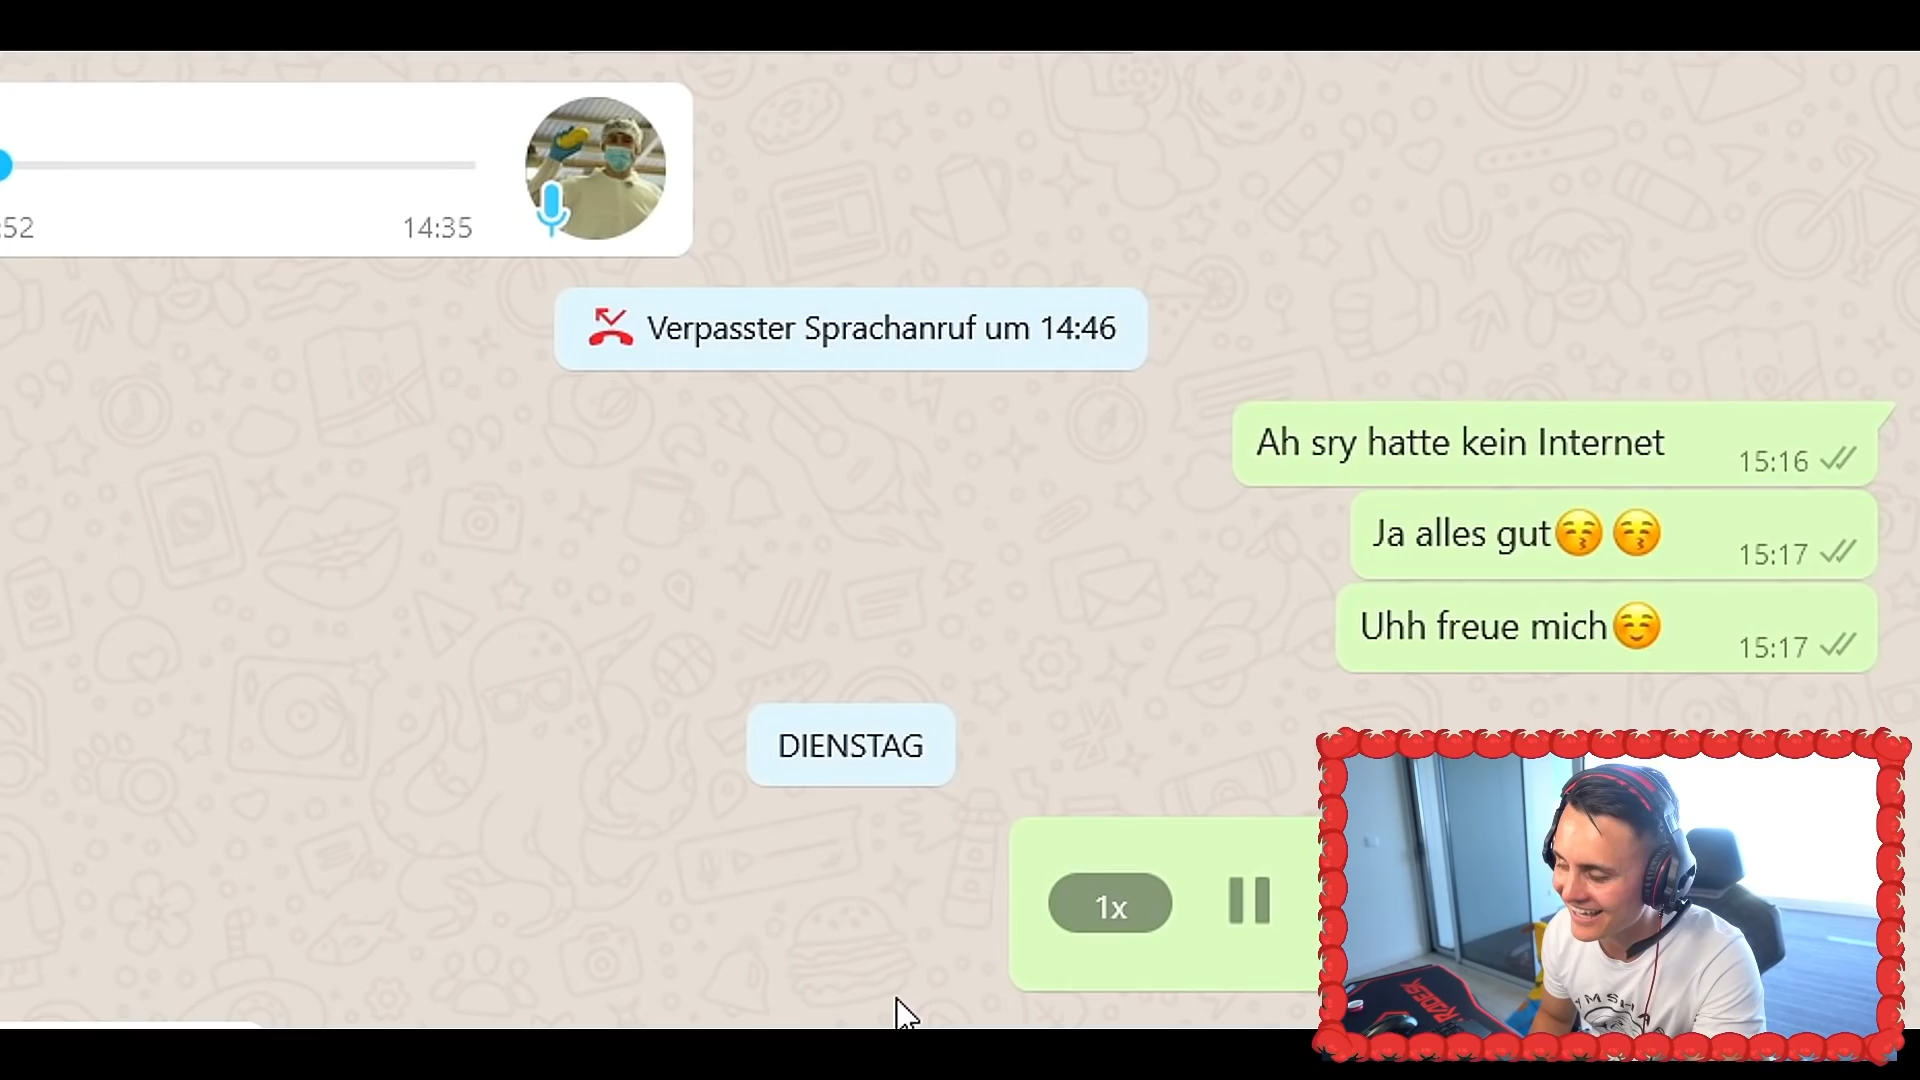 :52
14:35
Verpasster Sprachanruf um 14:46
Ah sry hatte kein Internet
15:16
Ja alles gut😚 😚
15:17
Uhh freue mich☺️
15:17
DIENSTAG
1x